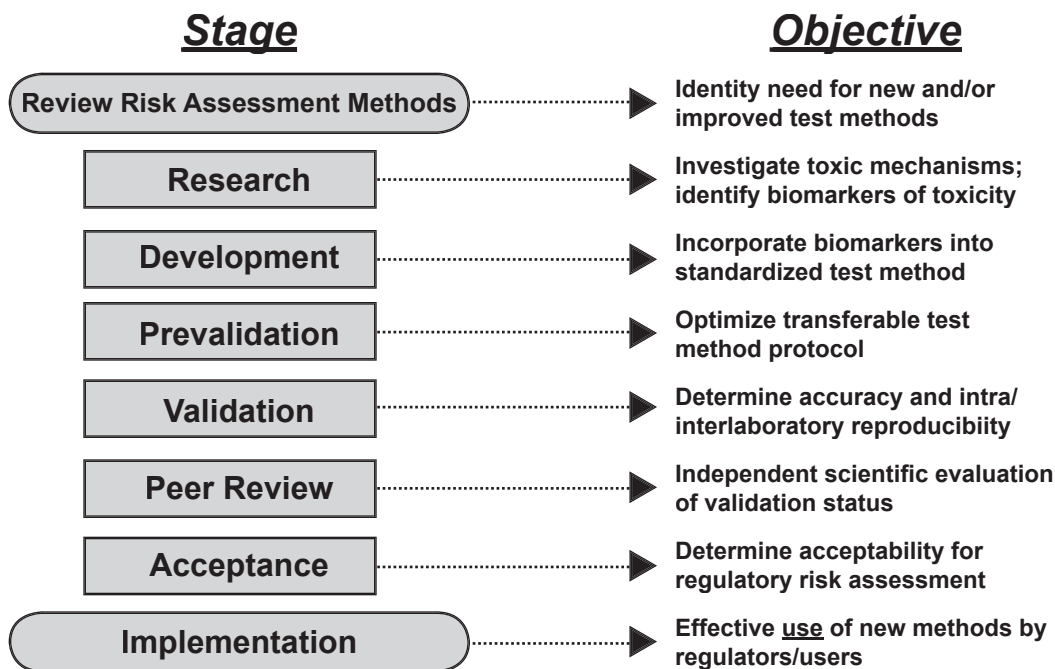 Stage Objective
Review Risk Assessment Methods
Identity need for new and/or
improved test methods
Research
Investigate toxic mechanisms;
identify biomarkers of toxicity
Development
Incorporate biomarkers into
standardized test method
Prevalidation
Optimize transferable test
method protocol
Validation
Determine accuracy and intra/
interlaboratory reproducibiity
Peer Review
Independent scientific evaluation
of validation status
Acceptance
Determine acceptability for
regulatory risk assessment
Implementation
Effective use of new methods by
regulators/users